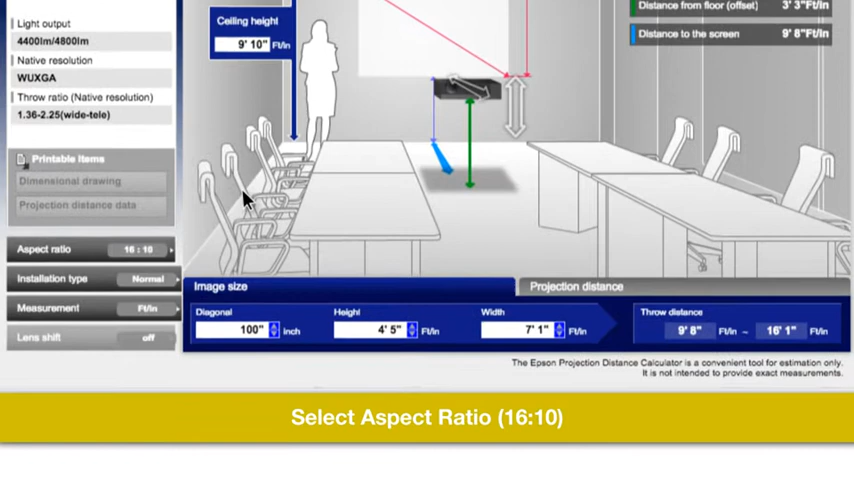 Light output
4400lm/4800lm
Native resolution
WUXGA
Throw ratio (Native resolution)
1.36-2.25(wide-tele)
Printable items
Dimensional drawing
Projection distance data
Aspect ratio 16 : 10
Installation type Normal
Measurement Ft/in
Lens shift off
Ceiling height
9' 10" Ft/in
Distance from floor (offset) 3' 3"Ft/in
Distance to the screen 9' 8"Ft/in
Image size
Projection distance
Diagonal Height Width Throw distance
100" inch 4' 5" Ft/in 7' 1" Ft/in 9' 8" Ft/in ~ 16' 1" Ft/in
The Epson Projection Distance Calculator is a convenient tool for estimation only.
It is not intended to provide exact measurements.
Select Aspect Ratio (16:10)